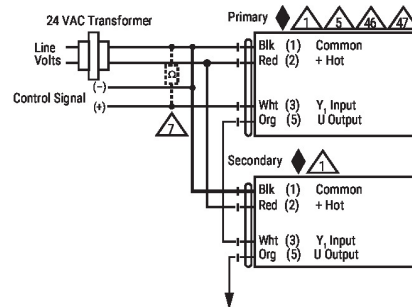 24 VAC Transformer
Line
Volts
Control Signal
(−)
(+)
Ω
7
Primary
1
5
46
47
Blk (1) Common
Red (2) + Hot
Wht (3) Y₁ Input
Org (5) U Output
Secondary
1
Blk (1) Common
Red (2) + Hot
Wht (3) Y₁ Input
Org (5) U Output